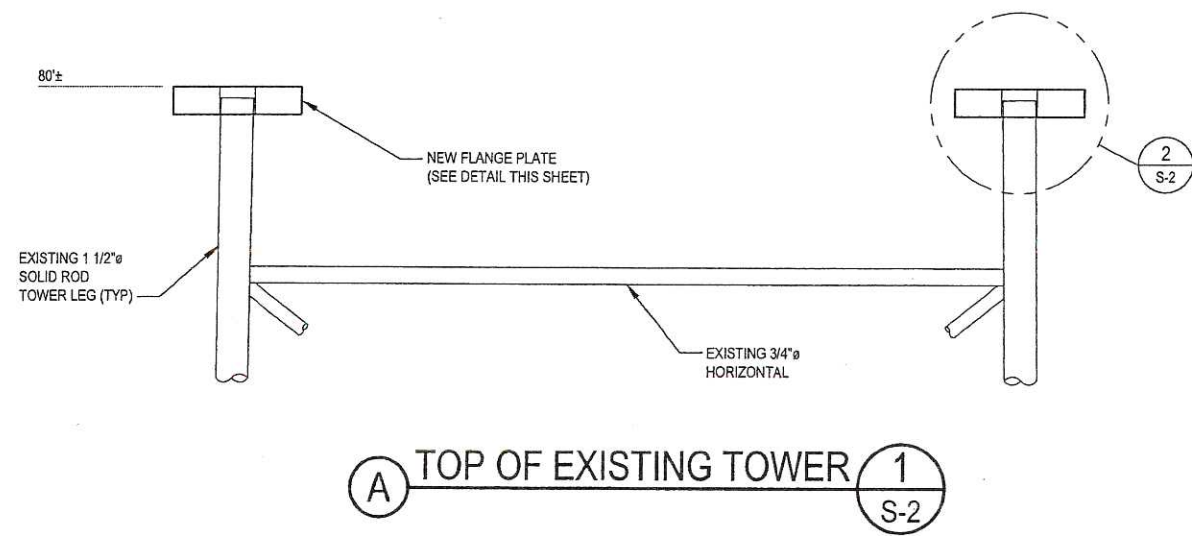 80'±
NEW FLANGE PLATE
(SEE DETAIL THIS SHEET)
2
S-2
EXISTING 1 1/2"ø
SOLID ROD
TOWER LEG (TYP)
EXISTING 3/4"ø
HORIZONTAL
A
TOP OF EXISTING TOWER
1
S-2